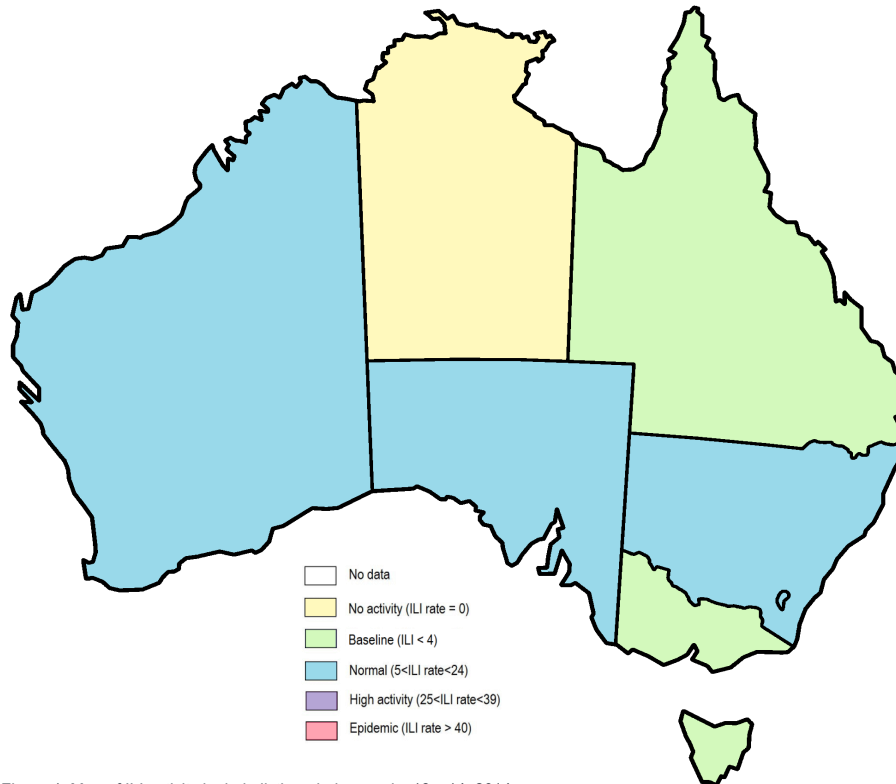 No data
No activity (ILI rate = 0)
Baseline (ILI < 4)
Normal (5<ILI rate<24)
High activity (25<ILI rate<39)
Epidemic (ILI rate > 40)